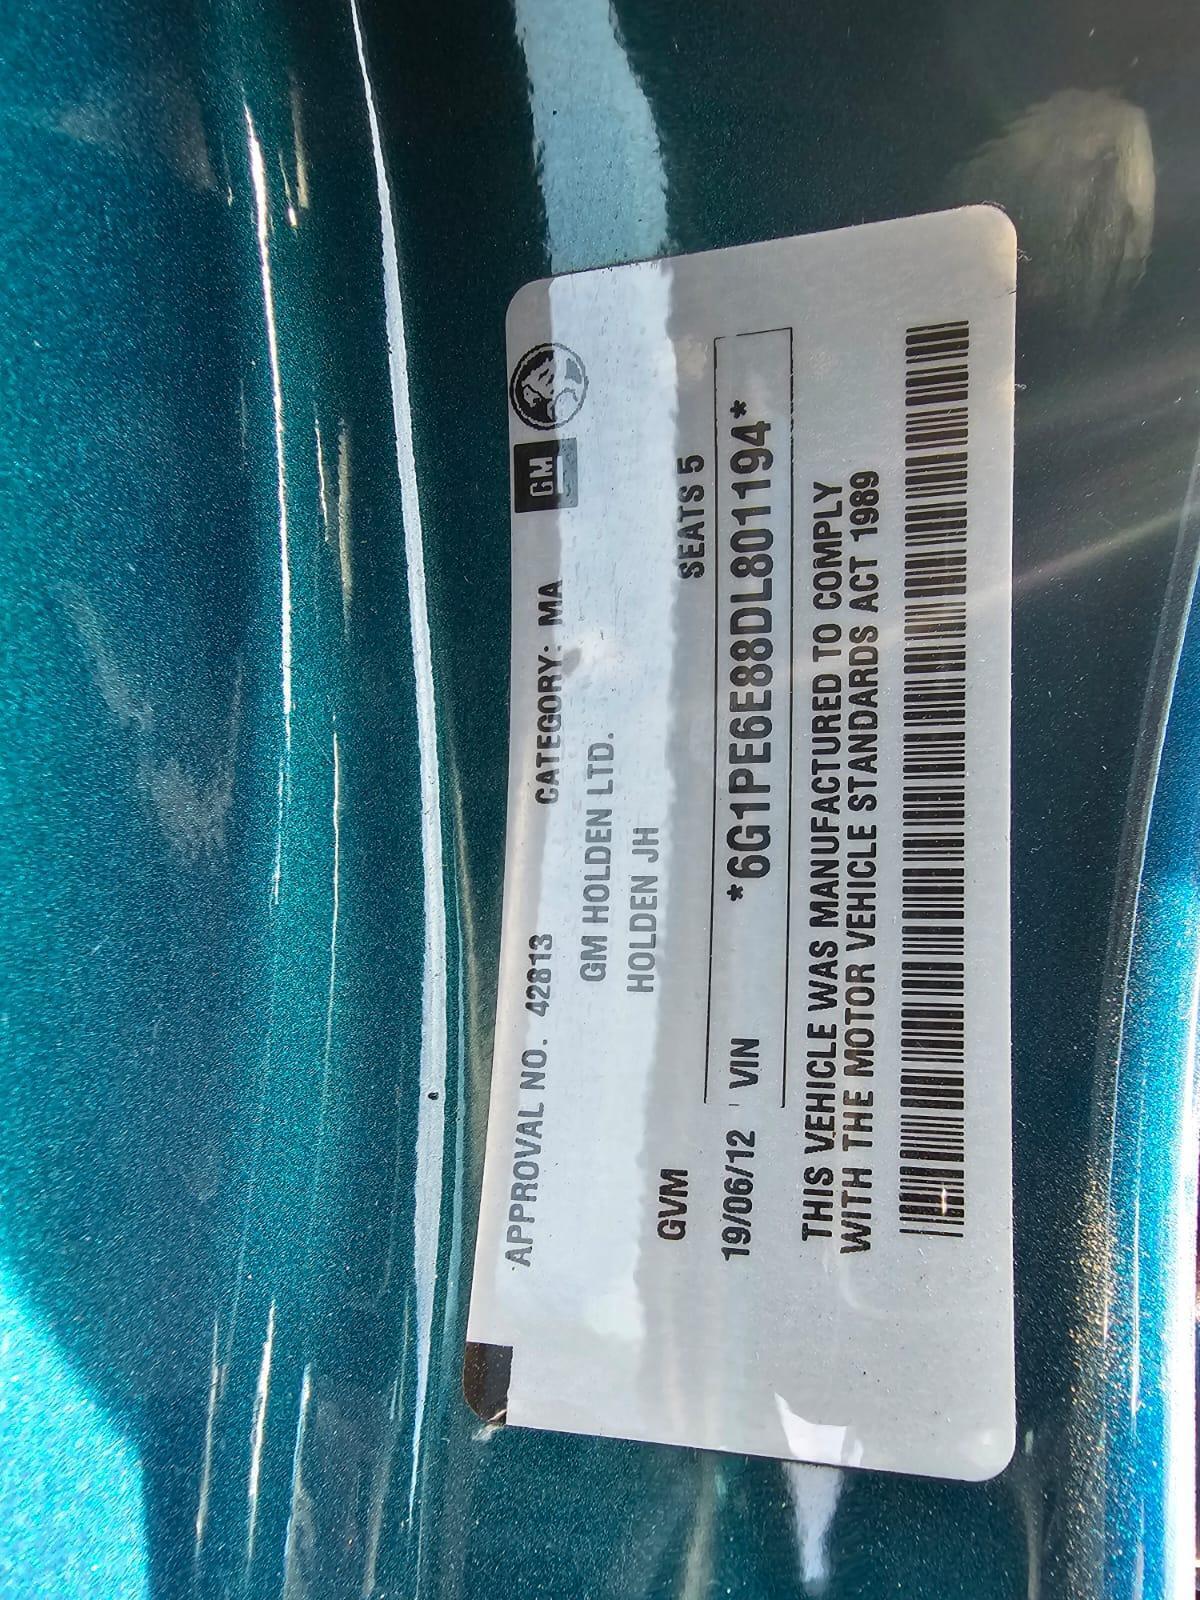 APPROVAL NO. 42813 CATEGORY: MA GM
GM HOLDEN LTD.
HOLDEN JH
GVM SEATS 5
19/06/12 VIN *6G1PE6E88DL801194*
THIS VEHICLE WAS MANUFACTURED TO COMPLY
WITH THE MOTOR VEHICLE STANDARDS ACT 1989